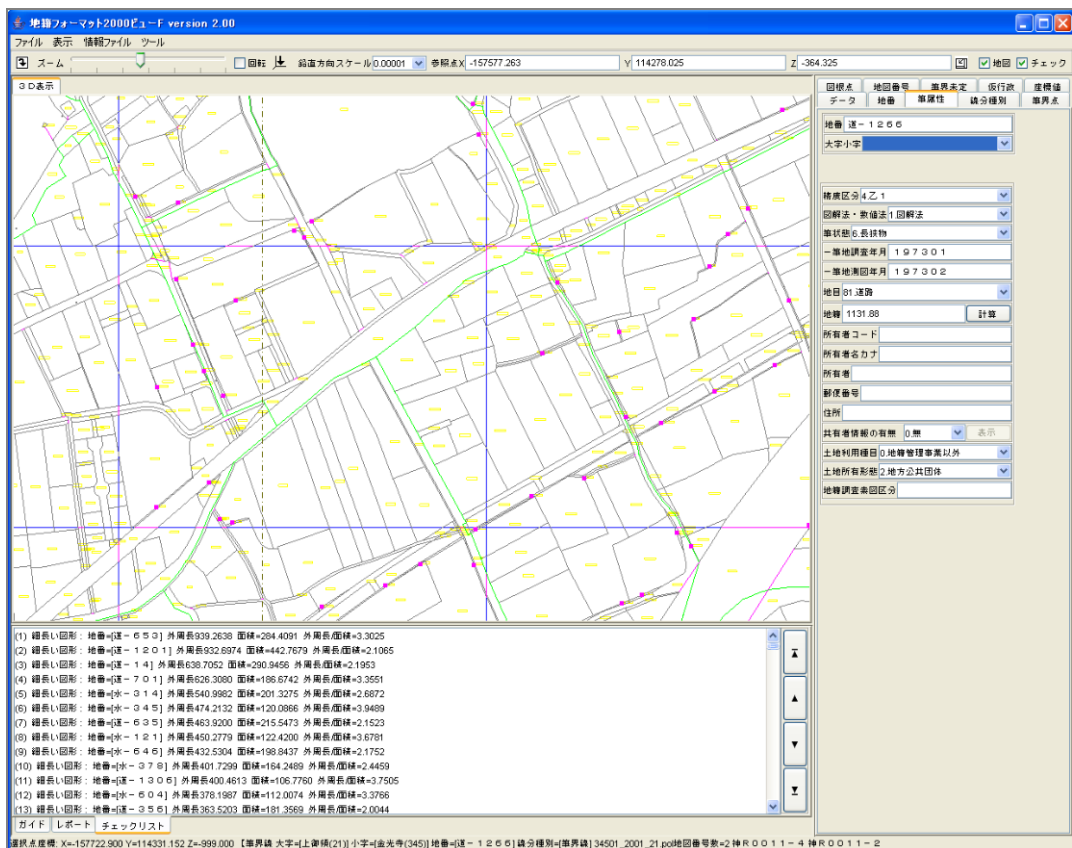 地籍フォーマット2000ビューF version 2.00
ファイル 表示 情報ファイル ツール
ズーム 回転 鉛直方向スケール 0.00001 参照点X -157577.263 Y 114278.025 Z -364.325 地図 チェック
3D表示
図根点 地図番号 筆界未定 仮行政 座標値
データ 地番 筆属性 線分種別 筆界点
地番 道-1266
大字小字
精度区分 4.乙1
図解法・数値法 1.図解法
筆状態 6.長狭物
一筆地調査年月 197301
一筆地測図年月 197302
地目 81.道路
地積 1131.88 計算
所有者コード
所有者名カナ
所有者
郵便番号
住所
共有者情報の有無 0.無 表示
土地利用種目 0.地籍管理事業以外
土地所有形態 2.地方公共団体
地籍調査素図区分
(1) 細長い図形: 地番=[道-653] 外周長939.2638 面積=284.4091 外周長/面積=3.3025
(2) 細長い図形: 地番=[道-1201] 外周長932.6974 面積=442.7679 外周長/面積=2.1065
(3) 細長い図形: 地番=[道-14] 外周長638.7052 面積=290.9456 外周長/面積=2.1953
(4) 細長い図形: 地番=[道-701] 外周長626.3080 面積=186.6742 外周長/面積=3.3551
(5) 細長い図形: 地番=[水-314] 外周長540.9982 面積=201.3275 外周長/面積=2.6872
(6) 細長い図形: 地番=[水-345] 外周長474.2132 面積=120.0866 外周長/面積=3.9489
(7) 細長い図形: 地番=[道-635] 外周長463.9200 面積=215.5473 外周長/面積=2.1523
(8) 細長い図形: 地番=[水-121] 外周長450.2779 面積=122.4200 外周長/面積=3.6781
(9) 細長い図形: 地番=[水-646] 外周長432.5304 面積=198.8437 外周長/面積=2.1752
(10) 細長い図形: 地番=[水-378] 外周長401.7299 面積=164.2489 外周長/面積=2.4459
(11) 細長い図形: 地番=[道-1306] 外周長400.4613 面積=106.7760 外周長/面積=3.7505
(12) 細長い図形: 地番=[水-604] 外周長378.1987 面積=112.0074 外周長/面積=3.3766
(13) 細長い図形: 地番=[道-356] 外周長363.5203 面積=181.3569 外周長/面積=2.0044
ガイド レポート チェックリスト
選択点座標: X=-157722.900 Y=114331.152 Z=-999.000 【筆界線 大字=[上御領(21)] 小字=[金光寺(345)] 地番=[道-1266] 線分種別=[筆界線] 34501_2001_21.pol地図番号数=2 神R0011-4 神R0011-2